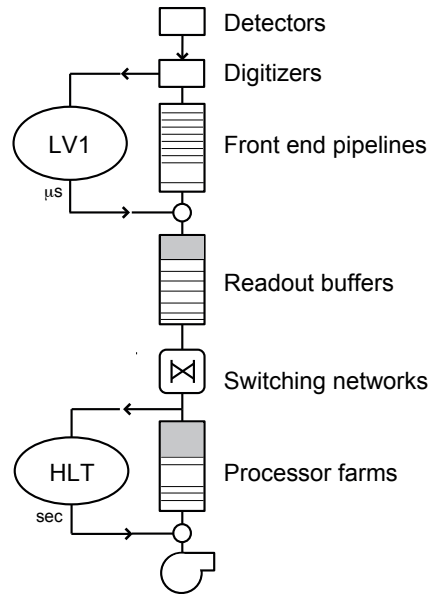 Detectors
Digitizers
LV1
Front end pipelines
μs
Readout buffers
Switching networks
HLT
Processor farms
sec